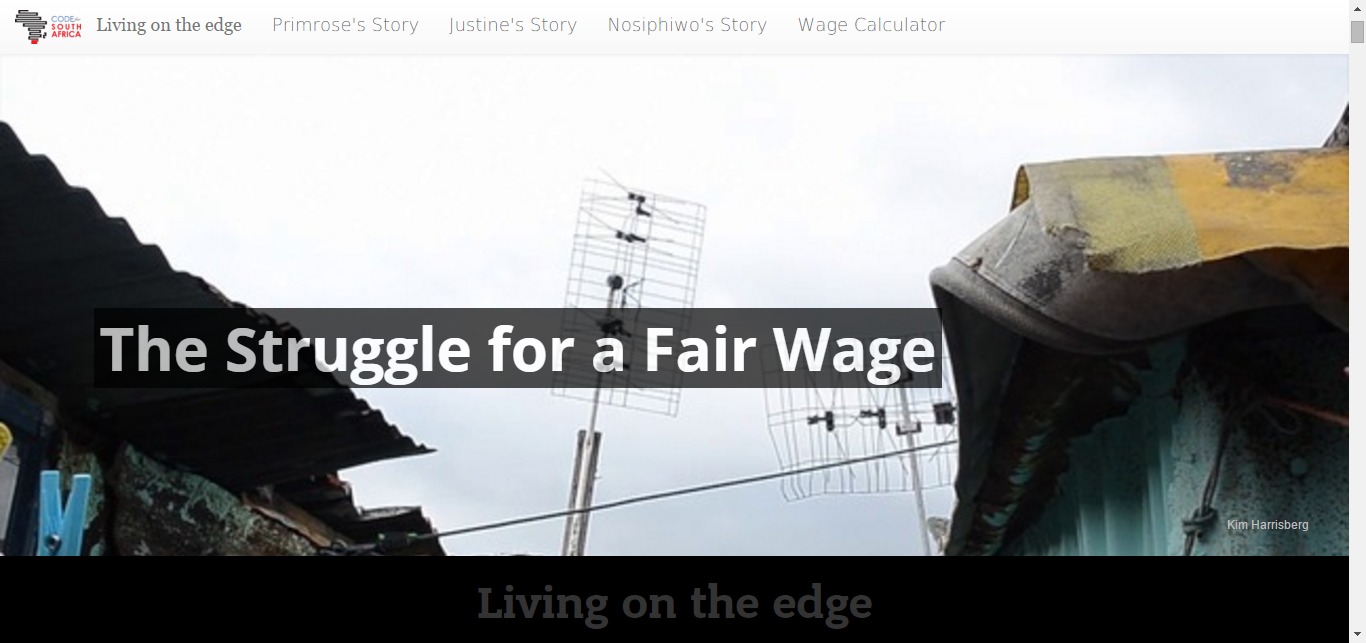 CODE for
SOUTH
AFRICA
Living on the edge
Primrose's Story
Justine's Story
Nosiphiwo's Story
Wage Calculator
The Struggle for a Fair Wage
Kim Harrisberg
Living on the edge